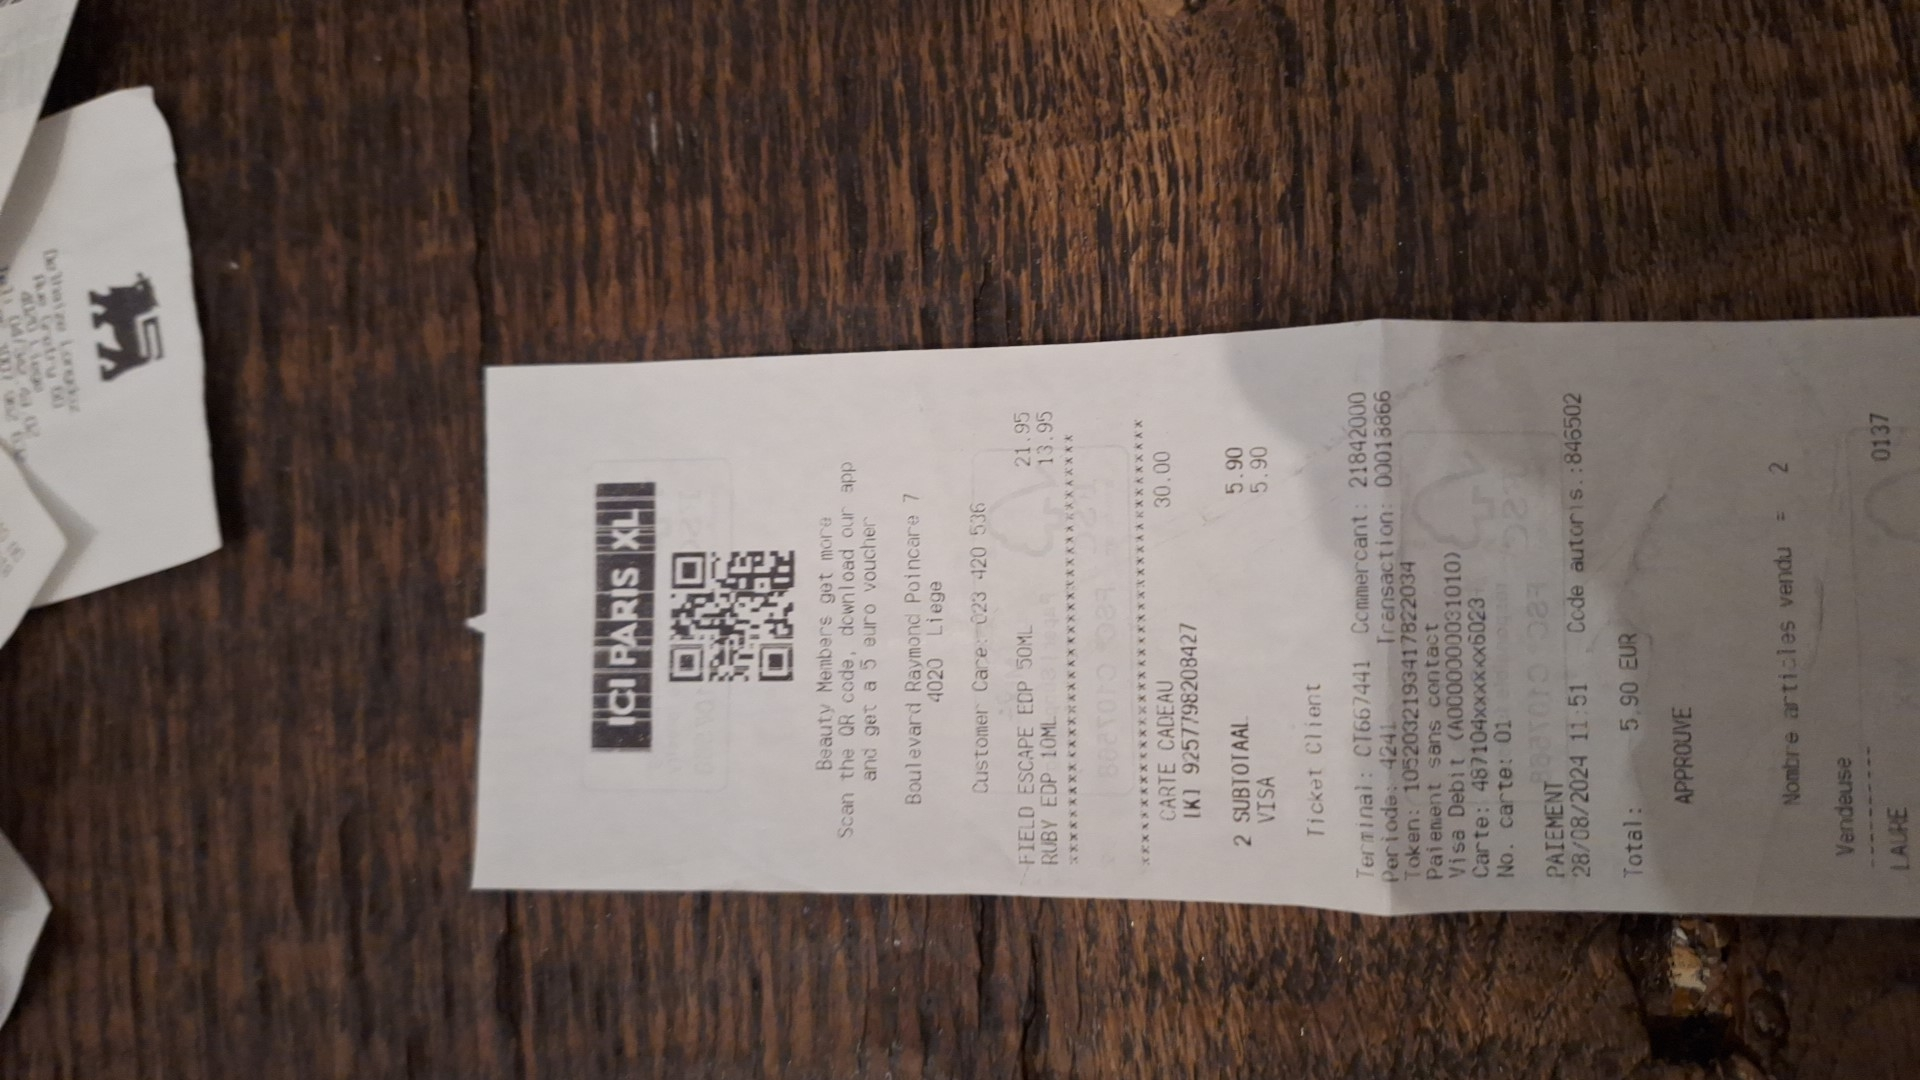 ICI PARIS XL
Beauty Members get more
Scan the QR code, download our app
and get a 5 euro voucher
Boulevard Raymond Poincare 7
4020 Liege
Customer Care: 023 420 536
FIELD ESCAPE EDP 50ML 21.95
RUBY EDP 10ML 13.95
xxxxxxxxxxxxxxxxxxxxxxxxxxxxxxxxxxxxxx
xxxxxxxxxxxxxxxxxxxxxxxxxxxxxxxxxxxxxx
CARTE CADEAU 30.00
[K] 9257798208427
2 SUBTOTAAL 5.90
VISA 5.90
Ticket Client
Terminal: CT667441 Commercant: 21842000
Periode: 4241 Transaction: 00018866
Token: 1052032193417822034
Paiement sans contact
Visa Debit (A0000000031010)
Carte: 487104xxxxxx6023
No. carte: 01
PAIEMENT
28/08/2024 11:51 Code autoris.:846502
Total: 5,90 EUR
APPROUVE
Nombre articles vendu = 2
Vendeuse
-----------
LAURE 0137